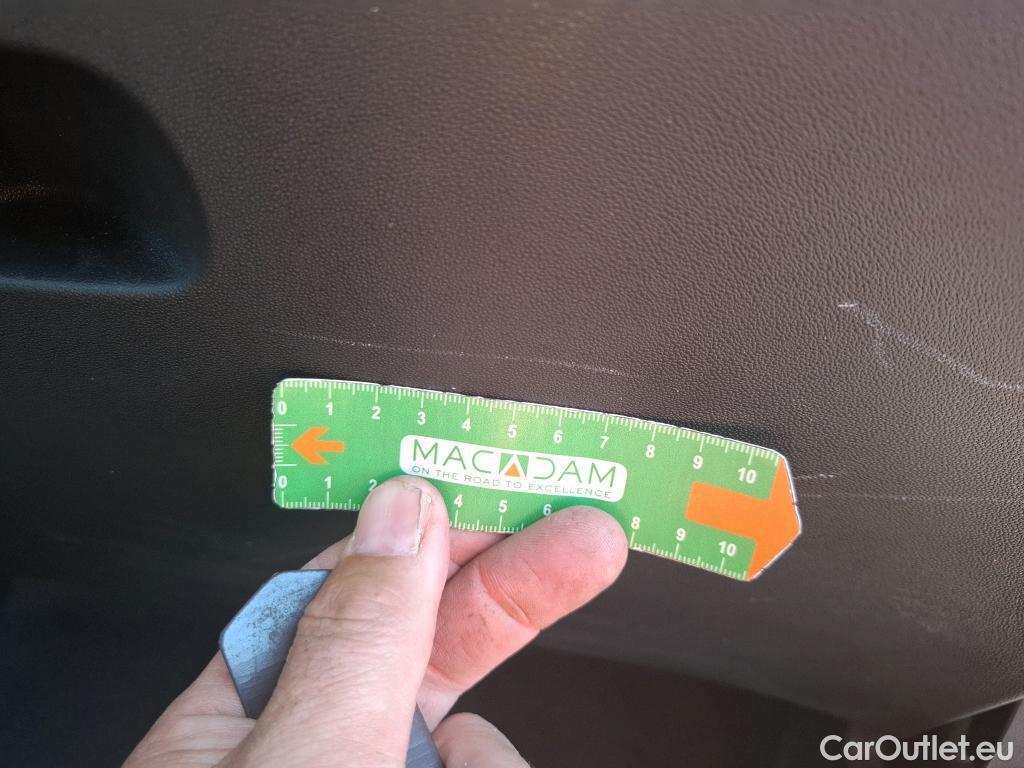 0 1 2 3 4 5 6 7 8 9 10
MACADAM
ON THE ROAD TO EXCELLENCE
0 1 2 4 5 6 8 9 10
CarOutlet.eu